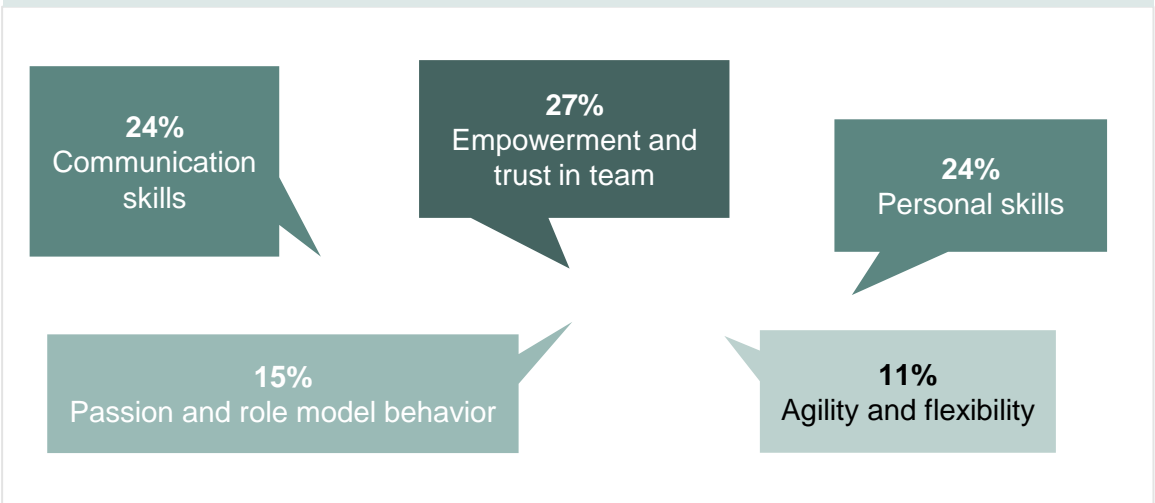 24%
Communication
skills
27%
Empowerment and
trust in team
24%
Personal skills
15%
Passion and role model behavior
11%
Agility and flexibility